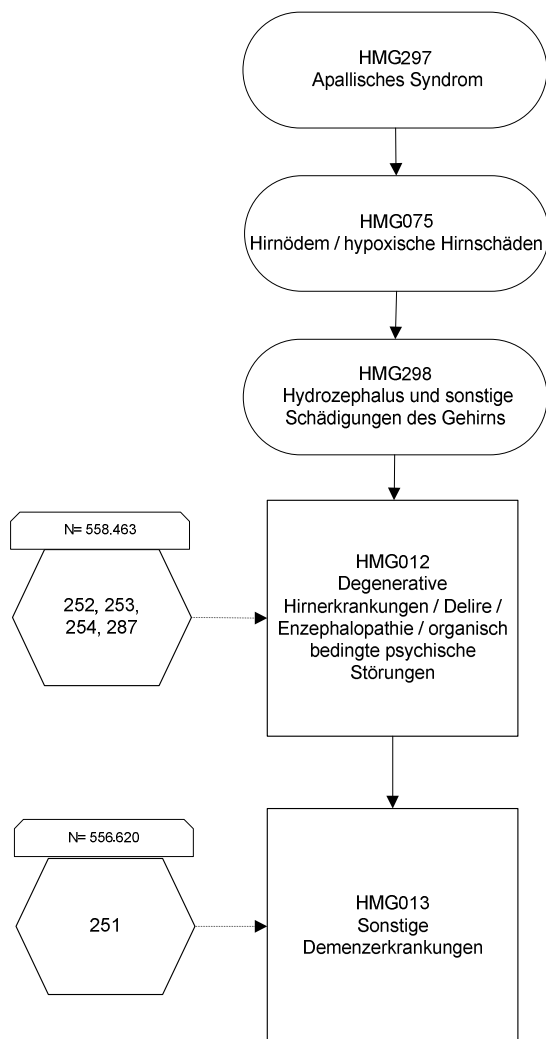 HMG297
Apallisches Syndrom
HMG075
Hirnödem / hypoxische Hirnschäden
HMG298
Hydrozephalus und sonstige
Schädigungen des Gehirns
N= 558.463
252, 253,
254, 287
HMG012
Degenerative
Hirnerkrankungen / Delire /
Enzephalopathie / organisch
bedingte psychische
Störungen
N= 556.620
251
HMG013
Sonstige
Demenzerkrankungen